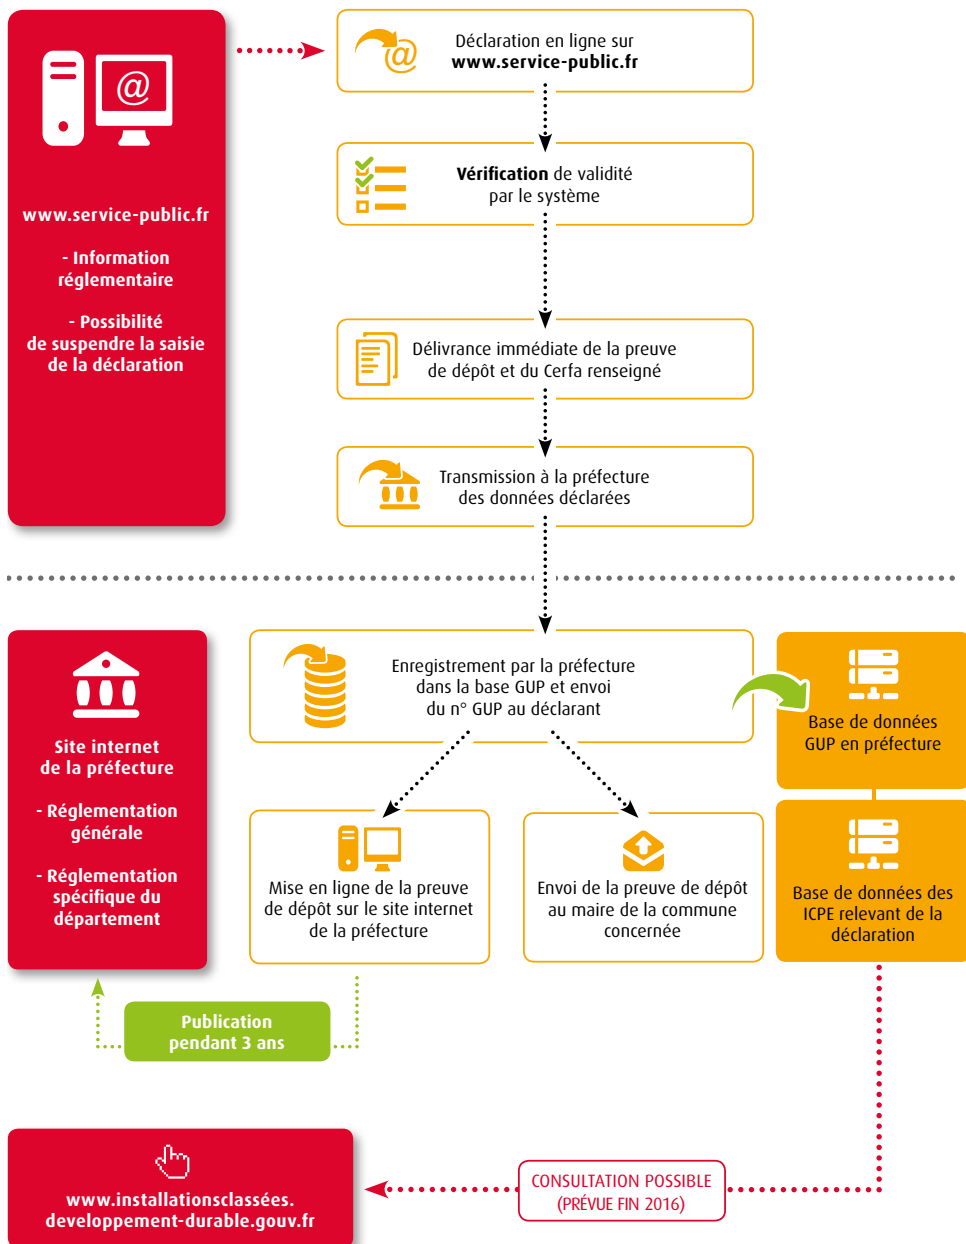 @
www.service-public.fr
- Information
réglementaire
- Possibilité
de suspendre la saisie
de la déclaration
@
Déclaration en ligne sur
www.service-public.fr
Vérification de validité
par le système
Délivrance immédiate de la preuve
de dépôt et du Cerfa renseigné
Transmission à la préfecture
des données déclarées
Site internet
de la préfecture
- Réglementation
générale
- Réglementation
spécifique du
département
Enregistrement par la préfecture
dans la base GUP et envoi
du n° GUP au déclarant
Base de données
GUP en préfecture
Mise en ligne de la preuve
de dépôt sur le site internet
de la préfecture
Envoi de la preuve de dépôt
au maire de la commune
concernée
Base de données des
ICPE relevant de la
déclaration
Publication
pendant 3 ans
CONSULTATION POSSIBLE
(PRÉVUE FIN 2016)
www.installationsclassées.
developpement-durable.gouv.fr